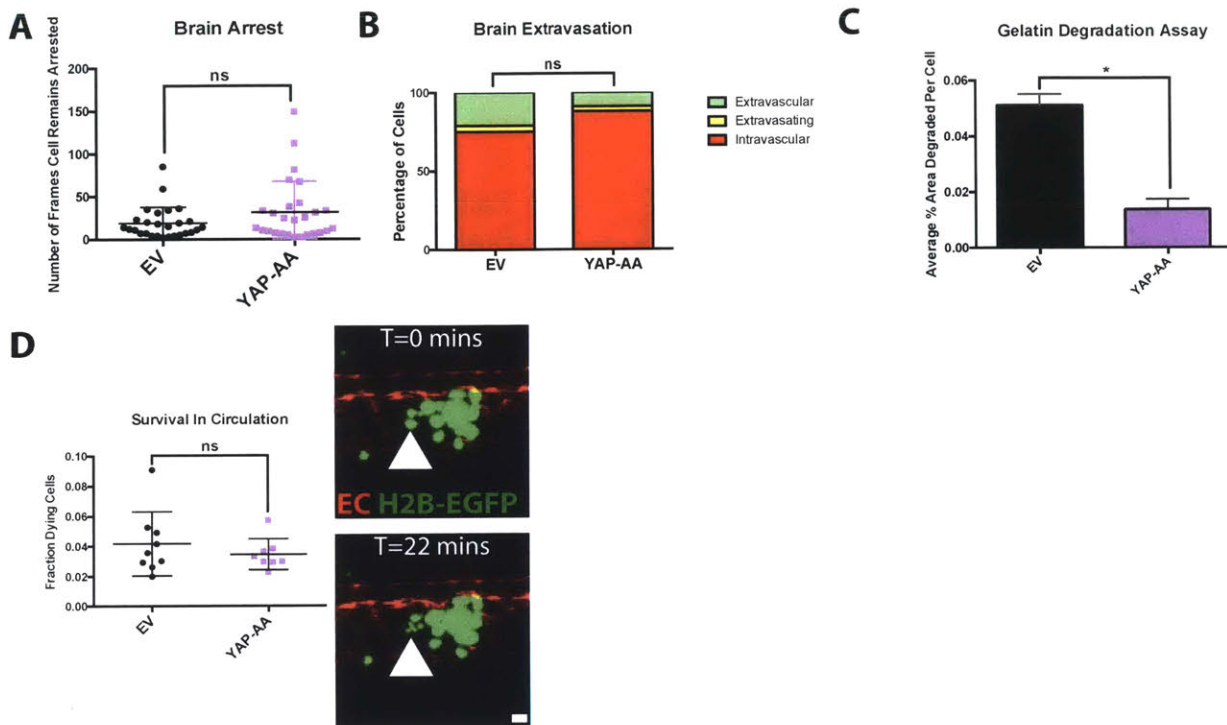 A
Brain Arrest
Number of Frames Cell Remains Arrested
200
150
100
50
0
ns
EV
YAP-AA
B
Brain Extravasation
Percentage of Cells
100
50
0
ns
EV
YAP-AA
Extravascular
Extravasating
Intravascular
C
Gelatin Degradation Assay
Average % Area Degraded Per Cell
0.06
0.04
0.02
0.00
*
EV
YAP-AA
D
Survival In Circulation
Fraction Dying Cells
0.10
0.08
0.06
0.04
0.02
0.00
ns
EV
YAP-AA
T=0 mins
EC H2B-EGFP
T=22 mins